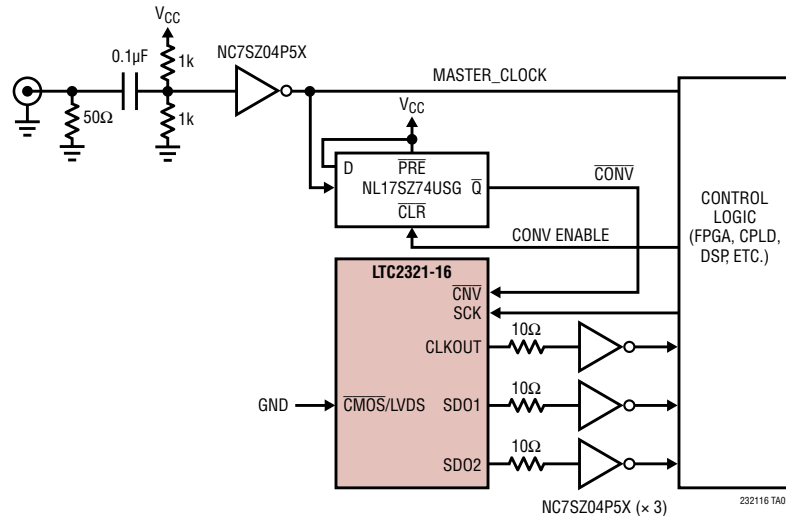 VCC
0.1µF
1k
NC7SZ04P5X
MASTER_CLOCK
50Ω
1k
VCC
D
PRE
NL17SZ74USG
Q
CLR
CONV
CONV ENABLE
CONTROL
LOGIC
(FPGA, CPLD,
DSP, ETC.)
LTC2321-16
CNV
SCK
CLKOUT
10Ω
GND
CMOS/LVDS
SDO1
10Ω
SDO2
10Ω
NC7SZ04P5X (× 3)
232116 TA0